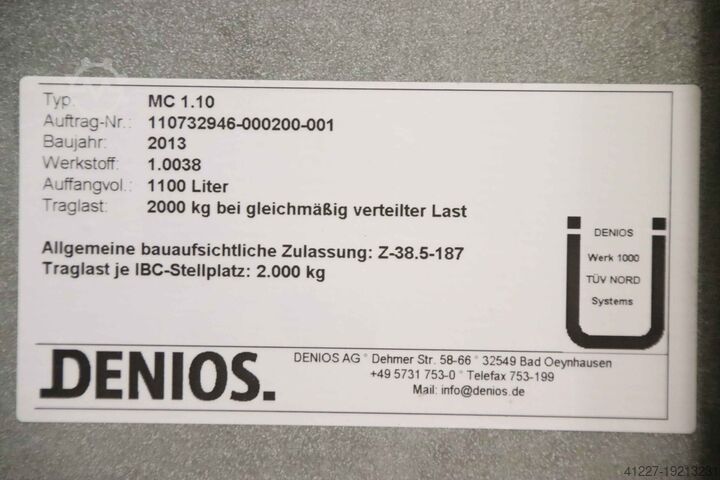 Typ: MC 1.10
Auftrag-Nr.: 110732946-000200-001
Baujahr: 2013
Werkstoff: 1.0038
Auffangvol.: 1100 Liter
Traglast: 2000 kg bei gleichmäßig verteilter Last
Allgemeine bauaufsichtliche Zulassung: Z-38.5-187
Traglast je IBC-Stellplatz: 2.000 kg
DENIOS
Werk 1000
TÜV NORD
Systems
DENIOS.
DENIOS AG * Dehmer Str. 58-66 * 32549 Bad Oeynhausen
+49 5731 753-0 * Telefax 753-199
Mail: info@denios.de
41227-19213231